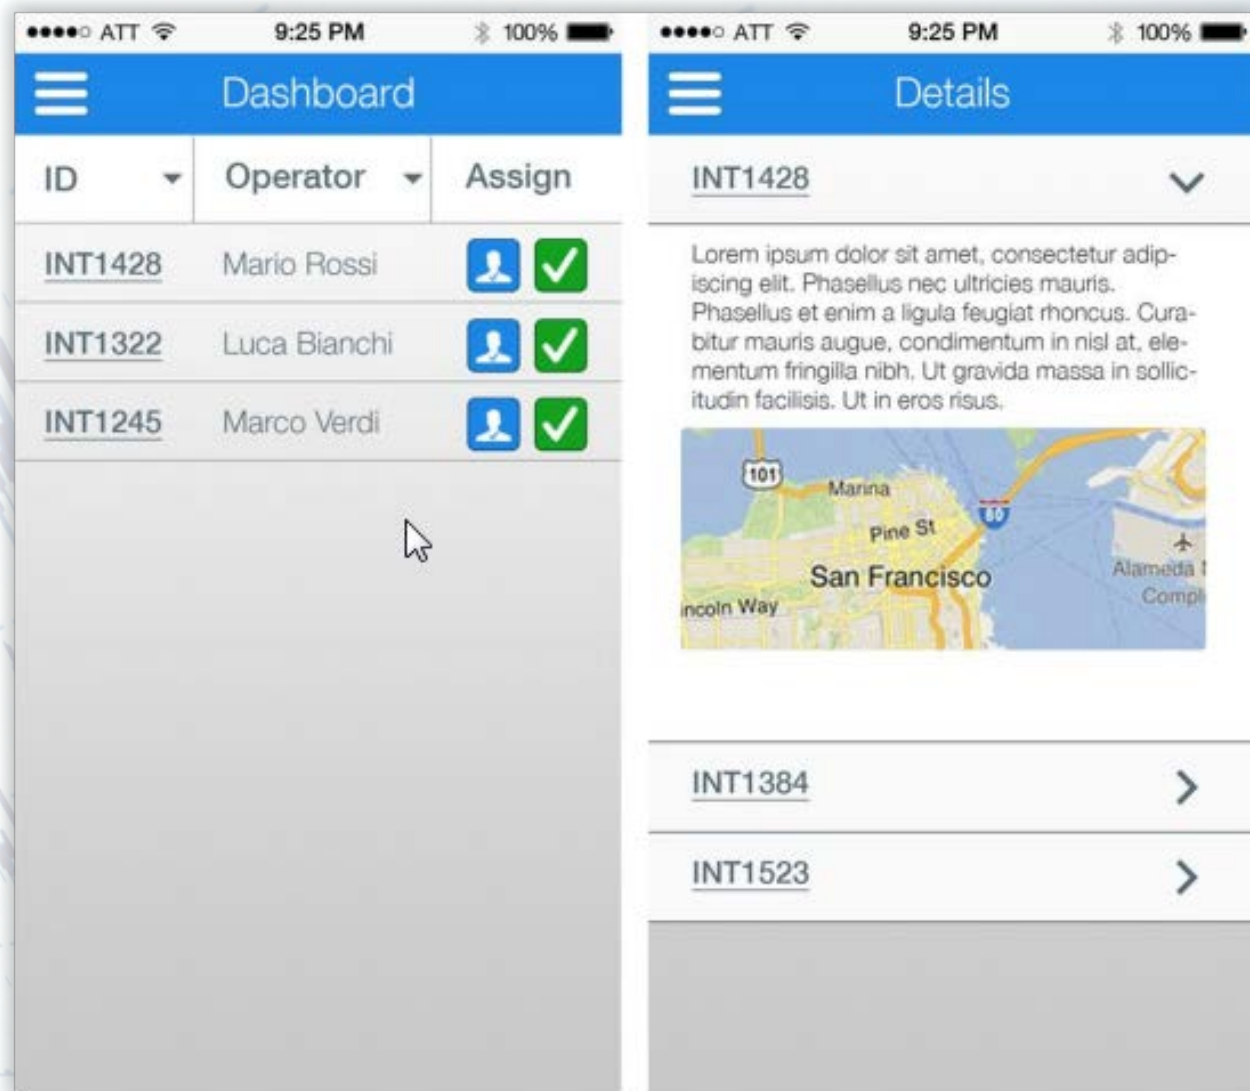 ATT 9:25 PM 100%
Dashboard
ID Operator Assign
INT1428 Mario Rossi
INT1322 Luca Bianchi
INT1245 Marco Verdi
ATT 9:25 PM 100%
Details
INT1428
Lorem ipsum dolor sit amet, consectetur adip-
iscing elit. Phasellus nec ultricies mauris.
Phasellus et enim a ligula feugiat rhoncus. Cura-
bitur mauris augue, condimentum in nisl at, ele-
mentum fringilla nibh. Ut gravida massa in sollic-
itudin facilisis. Ut in eros risus.
101
Marina
80
Pine St
San Francisco
Alameda
Compl
incoln Way
INT1384
INT1523